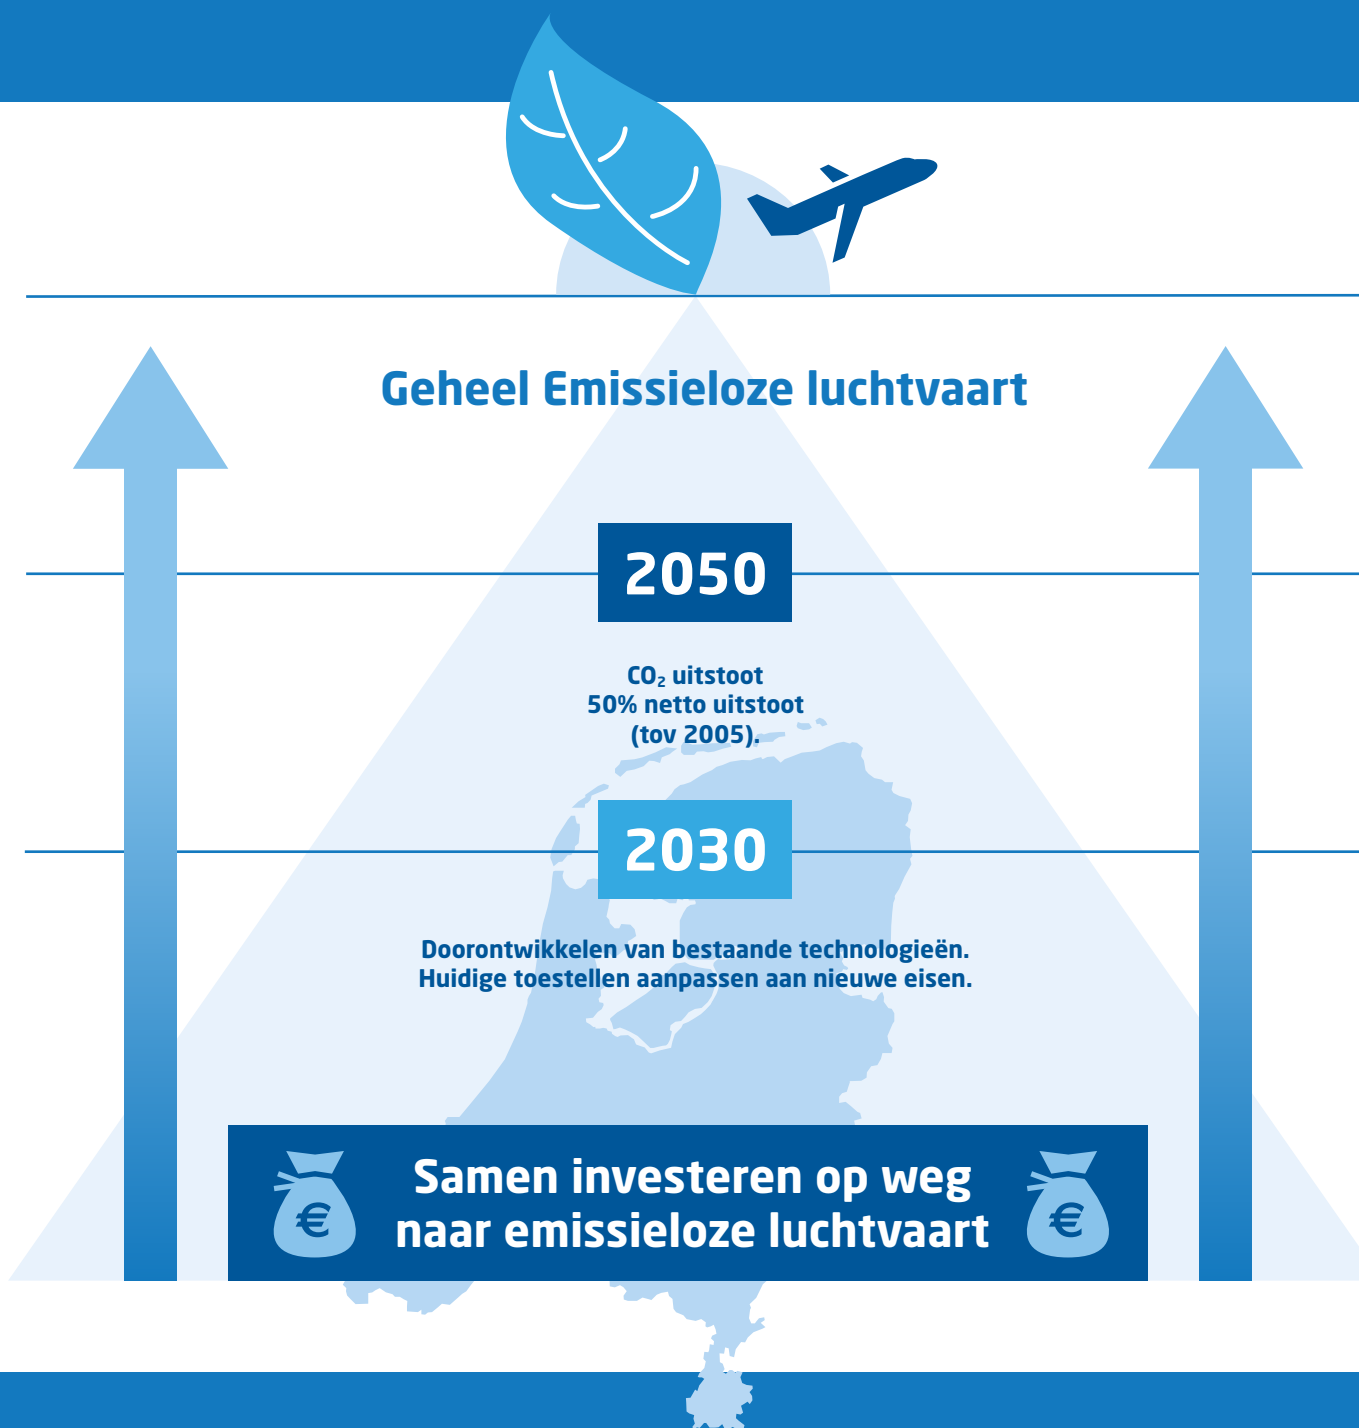 Geheel Emissieloze luchtvaart
2050
CO₂ uitstoot
50% netto uitstoot
(tov 2005).
2030
Doorontwikkelen van bestaande technologieën.
Huidige toestellen aanpassen aan nieuwe eisen.
€
Samen investeren op weg
naar emissieloze luchtvaart
€